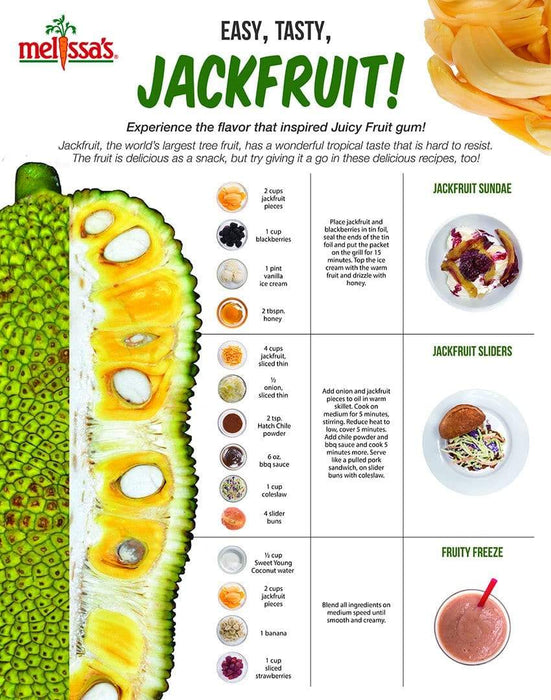 melissa's®
EASY, TASTY,
JACKFRUIT!
Experience the flavor that inspired Juicy Fruit gum!
Jackfruit, the world's largest tree fruit, has a wonderful tropical taste that is hard to resist.
The fruit is delicious as a snack, but try giving it a go in these delicious recipes, too!
2 cups
jackfruit
pieces
1 cup
blackberries
1 pint
vanilla
ice cream
2 tbspn.
honey
Place jackfruit and
blackberries in tin foil,
seal the ends of the tin
foil and put the packet
on the grill for 15
minutes. Top the ice
cream with the warm
fruit and drizzle with
honey.
JACKFRUIT SUNDAE
4 cups
jackfruit,
sliced thin
½
onion,
sliced thin
2 tsp.
Hatch Chile
powder
6 oz.
bbq sauce
1 cup
coleslaw
4 slider
buns
Add onion and jackfruit
pieces to oil in warm
skillet. Cook on
medium for 5 minutes,
stirring. Reduce heat to
low, cover 5 minutes.
Add chile powder and
bbq sauce and cook 5
minutes more. Serve
like a pulled pork
sandwich, on slider
buns with coleslaw.
JACKFRUIT SLIDERS
½ cup
Sweet Young
Coconut water
2 cups
jackfruit
pieces
1 banana
1 cup
sliced
strawberries
Blend all ingredients on
medium speed until
smooth and creamy.
FRUITY FREEZE